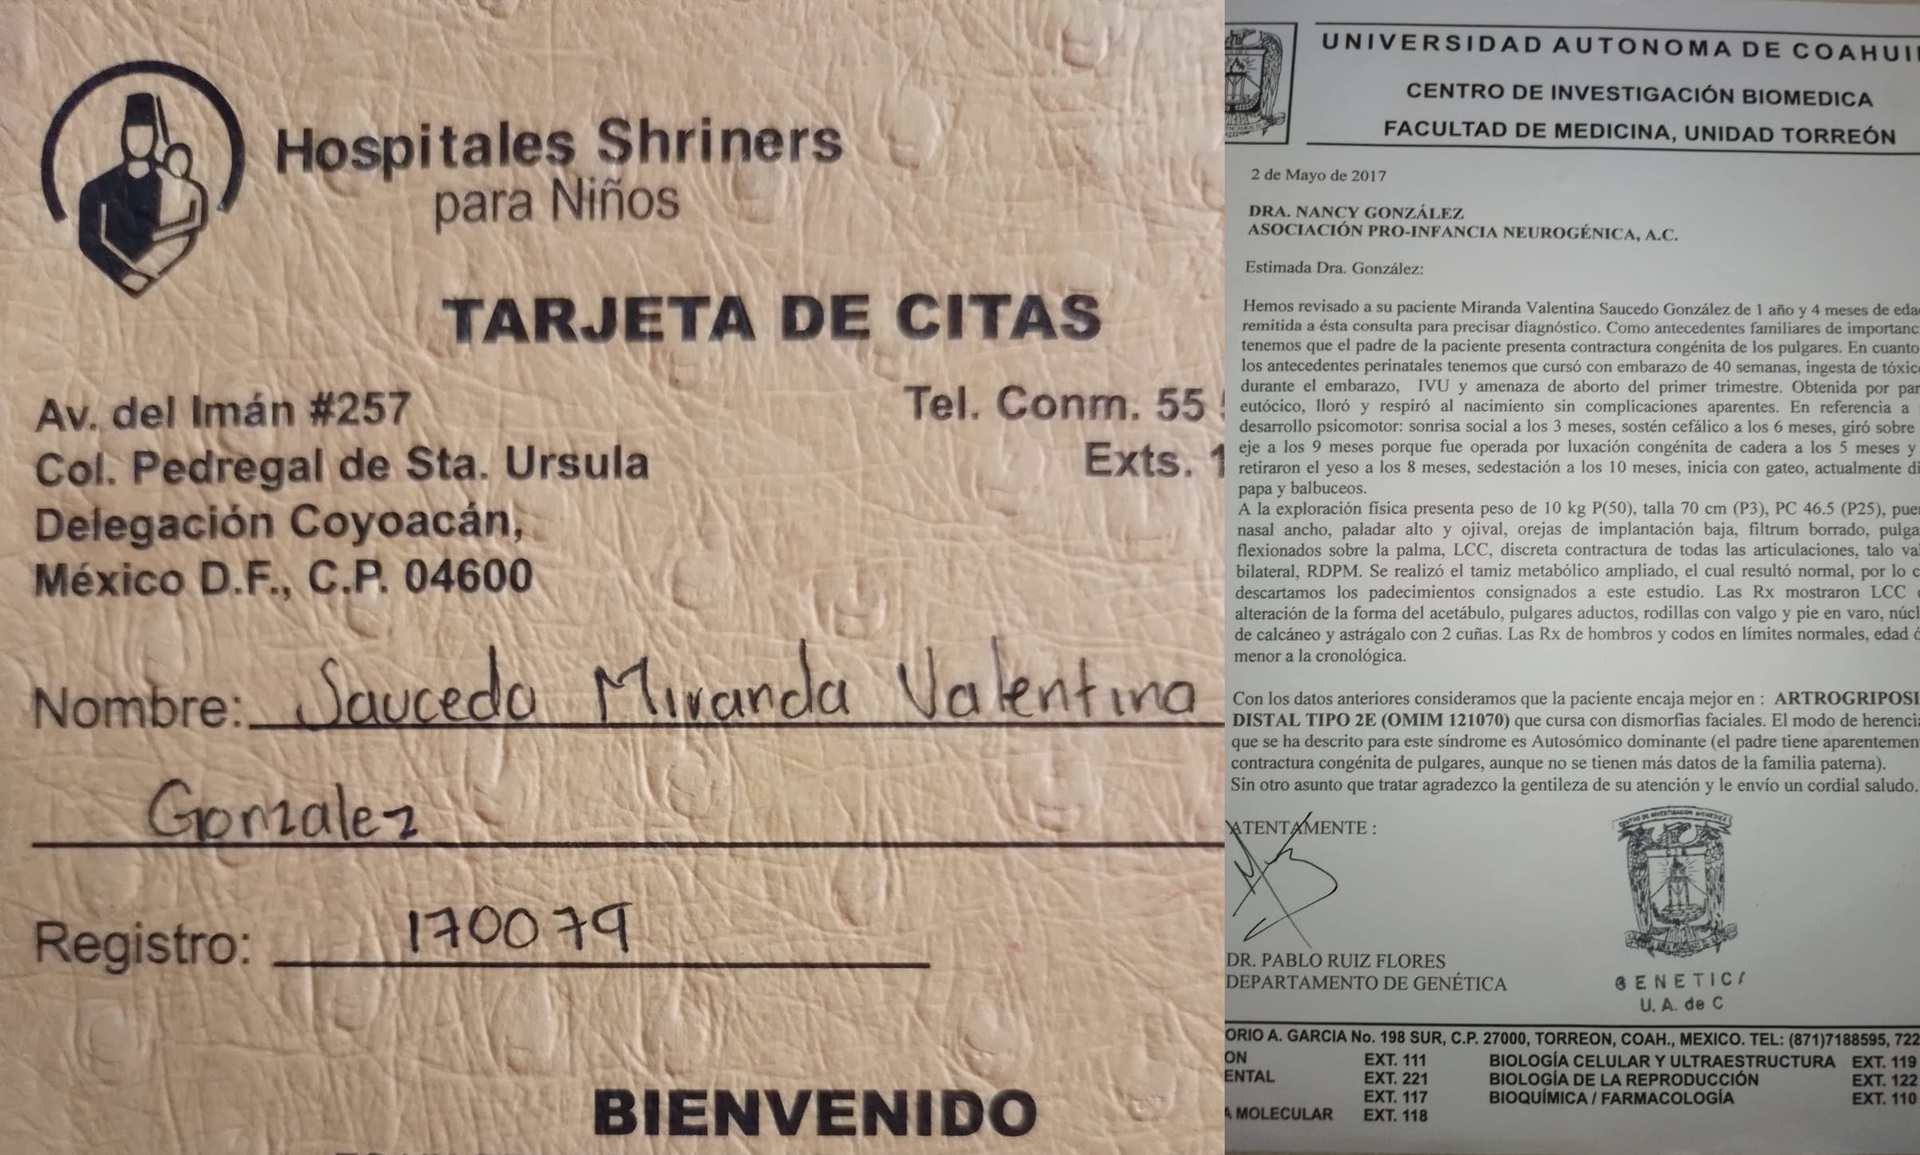 Hospitales Shriners
para Niños
TARJETA DE CITAS
Av. del Imán #257
Col. Pedregal de Sta. Ursula
Delegación Coyoacán,
México D.F., C.P. 04600
Tel. Conm. 55
Exts. 1
Nombre: Saucedo Miranda Valentina
Gonzalez
Registro: 170079
BIENVENIDO
UNIVERSIDAD AUTONOMA DE COAHUI
CENTRO DE INVESTIGACIÓN BIOMEDICA
FACULTAD DE MEDICINA, UNIDAD TORREÓN
2 de Mayo de 2017
DRA. NANCY GONZÁLEZ
ASOCIACIÓN PRO-INFANCIA NEUROGÉNICA, A.C.
Estimada Dra. González:
Hemos revisado a su paciente Miranda Valentina Saucedo González de 1 año y 4 meses de eda
remitida a ésta consulta para precisar diagnóstico. Como antecedentes familiares de importanc
tenemos que el padre de la paciente presenta contractura congénita de los pulgares. En cuanto
los antecedentes perinatales tenemos que cursó con embarazo de 40 semanas, ingesta de tóxic
durante el embarazo, IVU y amenaza de aborto del primer trimestre. Obtenida por par
eutócico, lloró y respiró al nacimiento sin complicaciones aparentes. En referencia a
desarrollo psicomotor: sonrisa social a los 3 meses, sostén cefálico a los 6 meses, giró sobre
eje a los 9 meses porque fue operada por luxación congénita de cadera a los 5 meses y
retiraron el yeso a los 8 meses, sedestación a los 10 meses, inicia con gateo, actualmente di
papa y balbuceos.
A la exploración física presenta peso de 10 kg P(50), talla 70 cm (P3), PC 46.5 (P25), pue
nasal ancho, paladar alto y ojival, orejas de implantación baja, filtrum borrado, pulga
flexionados sobre la palma, LCC, discreta contractura de todas las articulaciones, talo va
bilateral, RDPM. Se realizó el tamiz metabólico ampliado, el cual resultó normal, por lo c
descartamos los padecimientos consignados a este estudio. Las Rx mostraron LCC
alteración de la forma del acetábulo, pulgares aductos, rodillas con valgo y pie en varo, núcl
de calcáneo y astrágalo con 2 cuñas. Las Rx de hombros y codos en límites normales, edad ó
menor a la cronológica.
Con los datos anteriores consideramos que la paciente encaja mejor en : ARTROGRIPOSI
DISTAL TIPO 2E (OMIM 121070) que cursa con dismorfias faciales. El modo de herenci
que se ha descrito para este síndrome es Autosómico dominante (el padre tiene aparentemen
contractura congénita de pulgares, aunque no se tienen más datos de la familia paterna).
Sin otro asunto que tratar agradezco la gentileza de su atención y le envío un cordial saludo.
ATENTAMENTE :
DR. PABLO RUIZ FLORES
DEPARTAMENTO DE GENÉTICA
GENETIC
U. A. de C
ORIO A. GARCIA No. 198 SUR, C.P. 27000, TORREON, COAH., MEXICO. TEL: (871)7188595, 722
ON EXT. 111 BIOLOGÍA CELULAR Y ULTRAESTRUCTURA EXT. 119
ENTAL EXT. 221 BIOLOGÍA DE LA REPRODUCCIÓN EXT. 122
EXT. 117 BIOQUÍMICA / FARMACOLOGÍA EXT. 110
A MOLECULAR EXT. 118